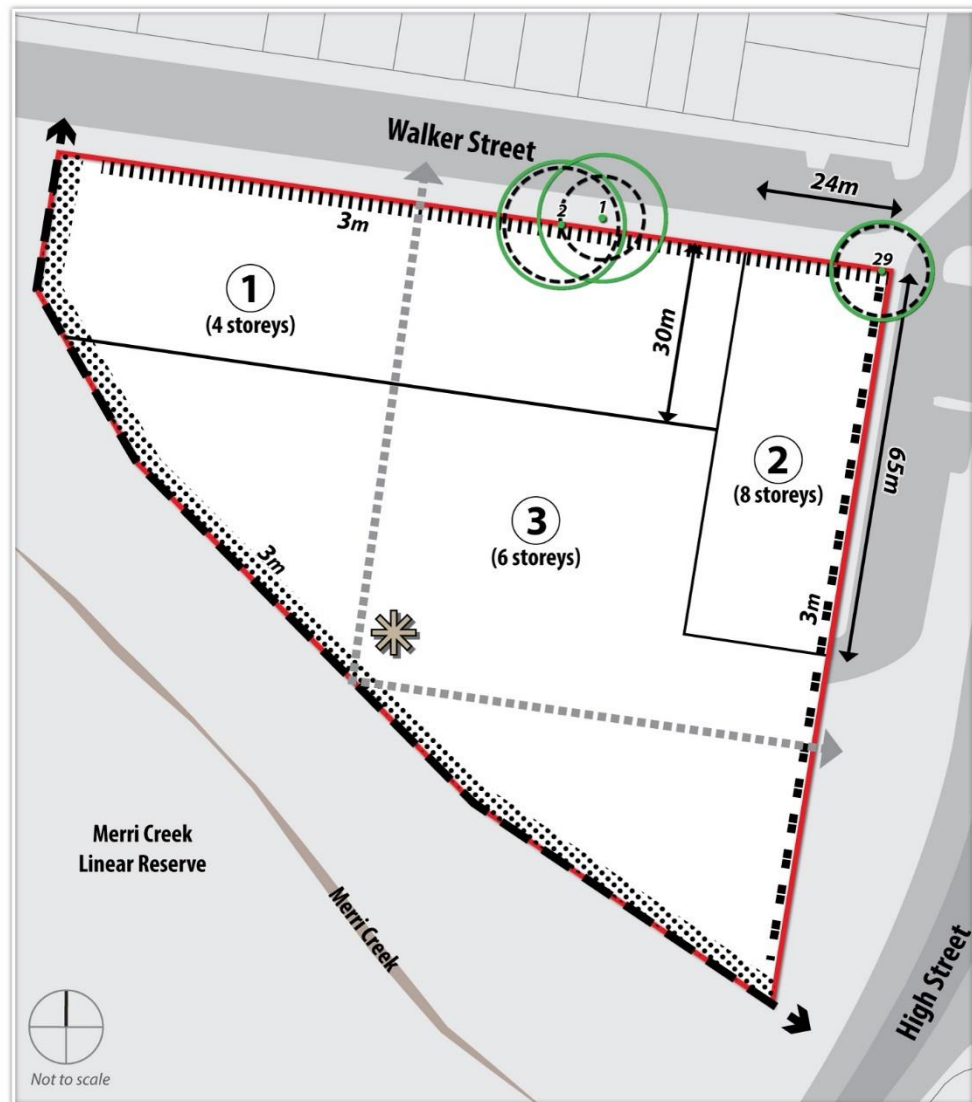 Walker Street
24m
2
1
29
3m
1
(4 storeys)
30m
65m
2
(8 storeys)
3
(6 storeys)
3m
3m
Merri Creek
Linear Reserve
Merri Creek
High Street
Not to scale